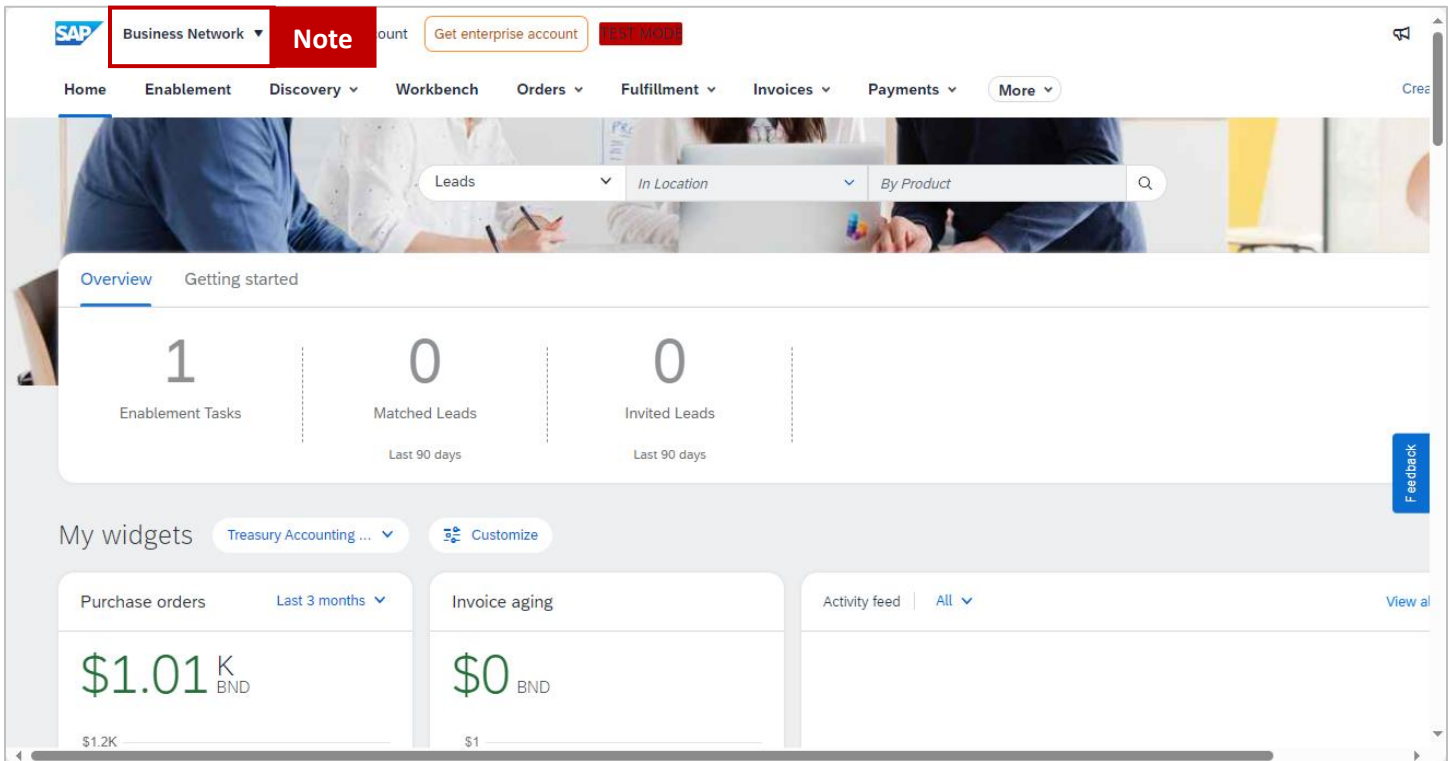 SAP Business Network ▼ Note ount Get enterprise account TEST MODE
Home Enablement Discovery Workbench Orders Fulfillment Invoices Payments More Crea
Leads In Location By Product
Overview Getting started
1 0 0
Enablement Tasks Matched Leads Invited Leads
Last 90 days Last 90 days
Feedback
My widgets Treasury Accounting ... Customize
Purchase orders Last 3 months Invoice aging Activity feed All View al
$1.01 K BND $0 BND
$1.2K $1